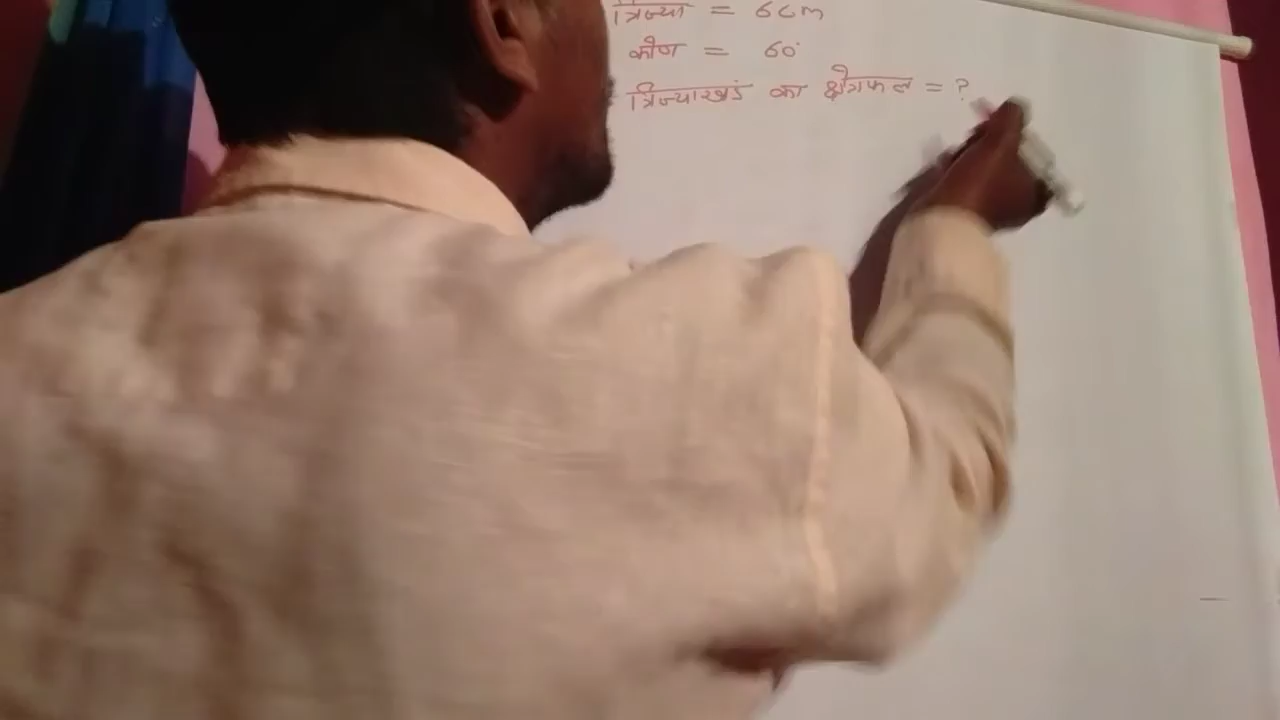 त्रिज्या = 6cm
कोण = 60°
त्रिज्याखंड का क्षेत्रफल = ?